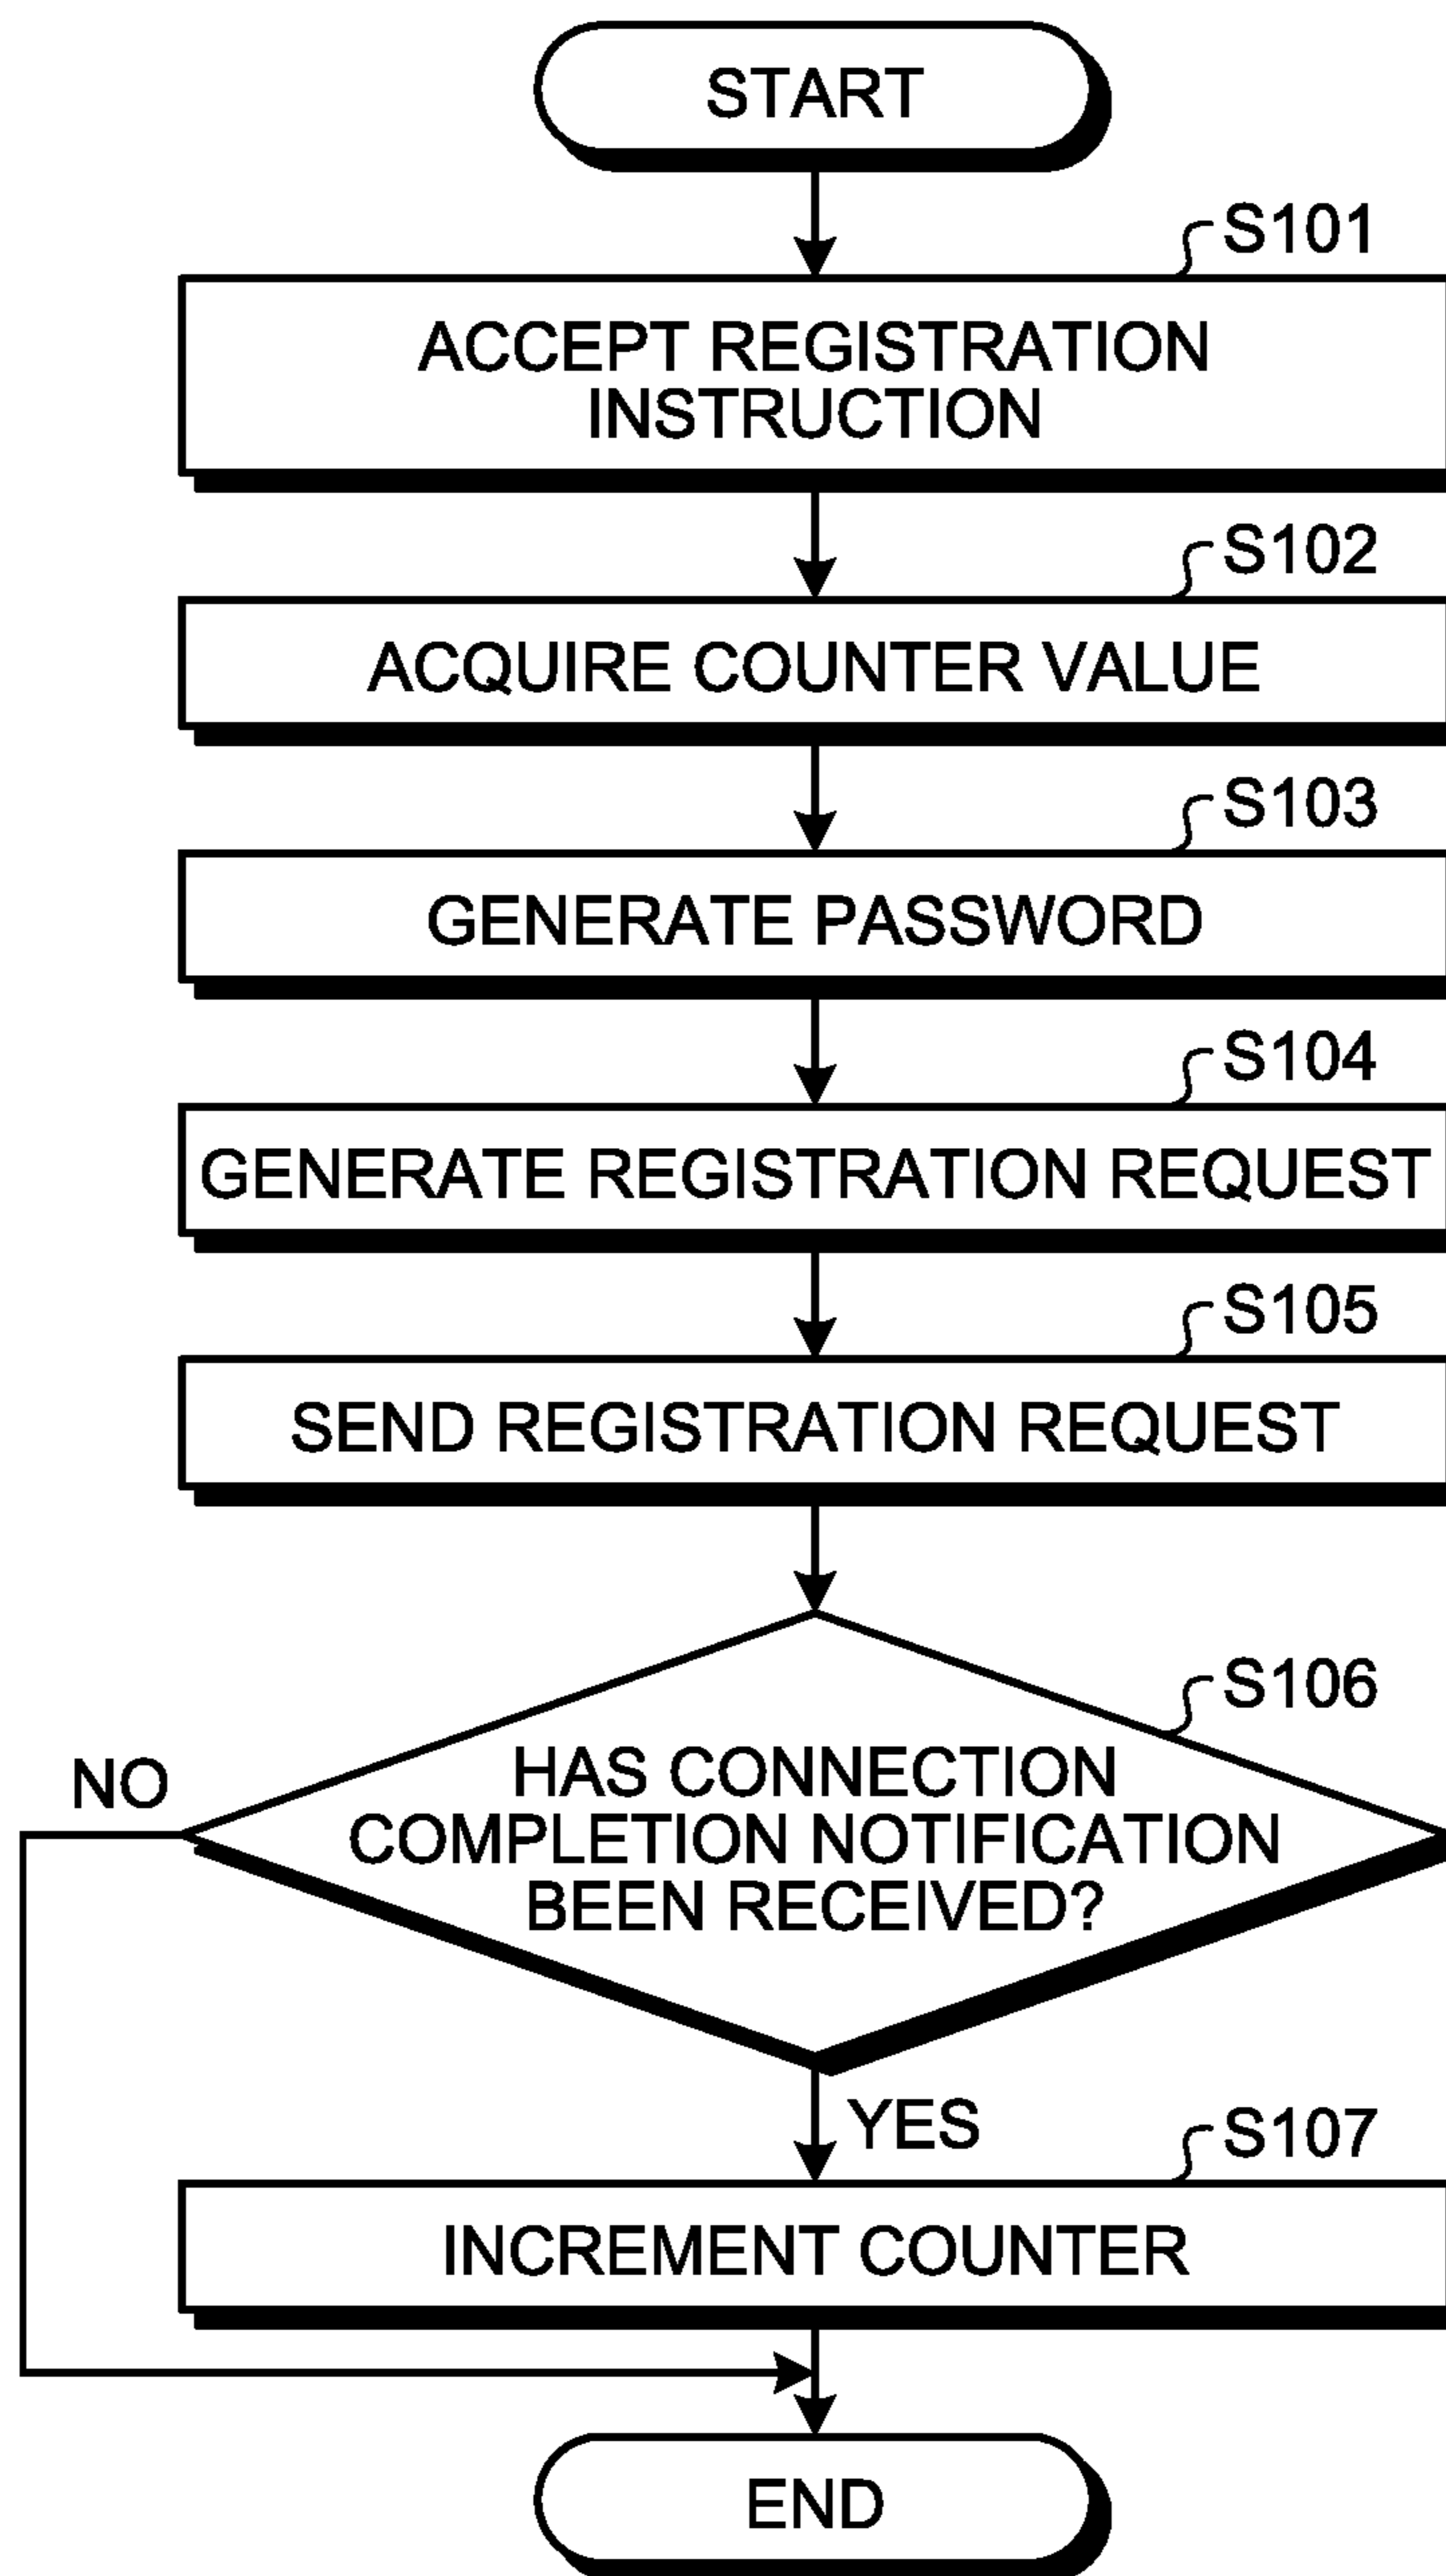 START
S101
ACCEPT REGISTRATION
INSTRUCTION
S102
ACQUIRE COUNTER VALUE
S103
GENERATE PASSWORD
S104
GENERATE REGISTRATION REQUEST
S105
SEND REGISTRATION REQUEST
S106
HAS CONNECTION
COMPLETION NOTIFICATION
BEEN RECEIVED?
NO
YES
S107
INCREMENT COUNTER
END